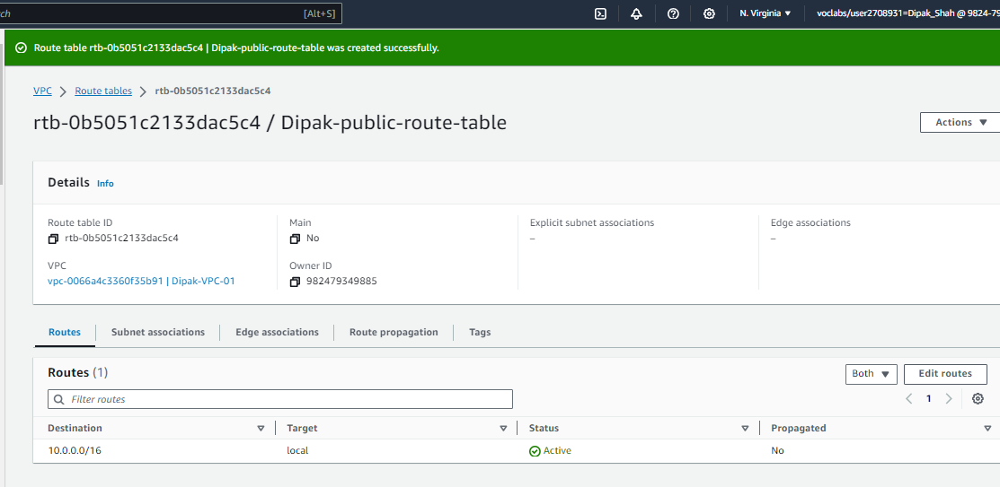 [Alt+S] N. Virginia voclabs/user2708931=Dipak_Shah @ 9824-79
Route table rtb-0b5051c2133dac5c4 | Dipak-public-route-table was created successfully.
VPC Route tables rtb-0b5051c2133dac5c4
rtb-0b5051c2133dac5c4 / Dipak-public-route-table
Actions
Details Info
Route table ID Main Explicit subnet associations Edge associations
rtb-0b5051c2133dac5c4 No – –
VPC Owner ID
vpc-0066a4c3360f35b91 | Dipak-VPC-01 982479349885
Routes Subnet associations Edge associations Route propagation Tags
Routes (1) Both Edit routes
Filter routes 1
Destination Target Status Propagated
10.0.0.0/16 local Active No